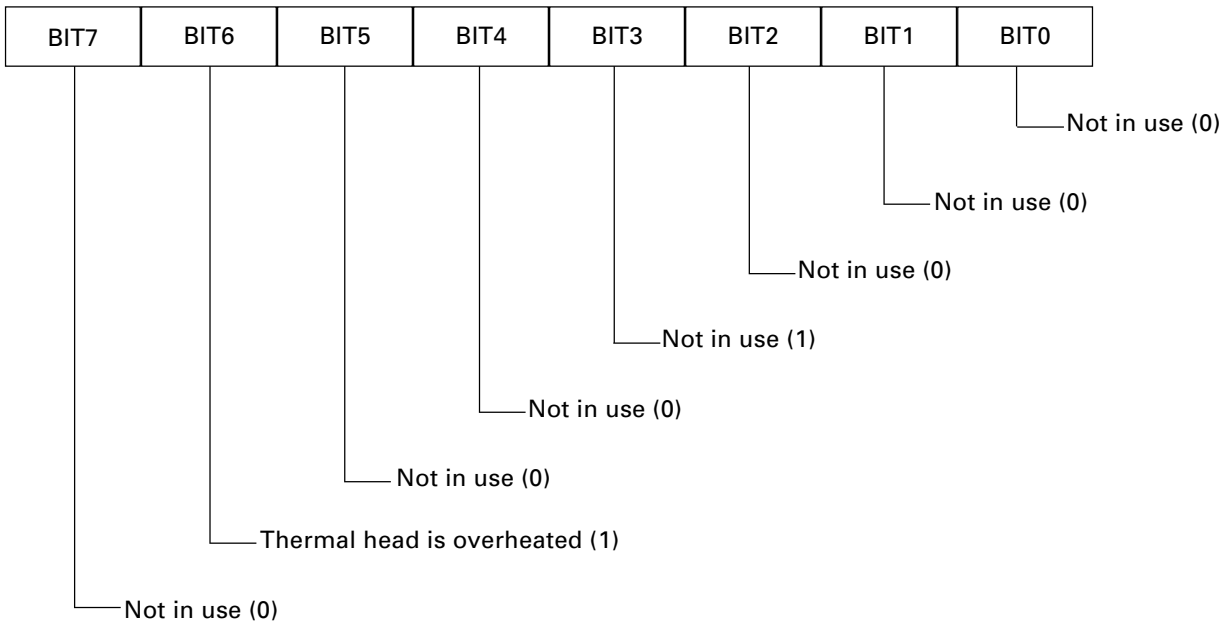 BIT7 BIT6 BIT5 BIT4 BIT3 BIT2 BIT1 BIT0
Not in use (0)
Not in use (0)
Not in use (0)
Not in use (1)
Not in use (0)
Not in use (0)
Thermal head is overheated (1)
Not in use (0)